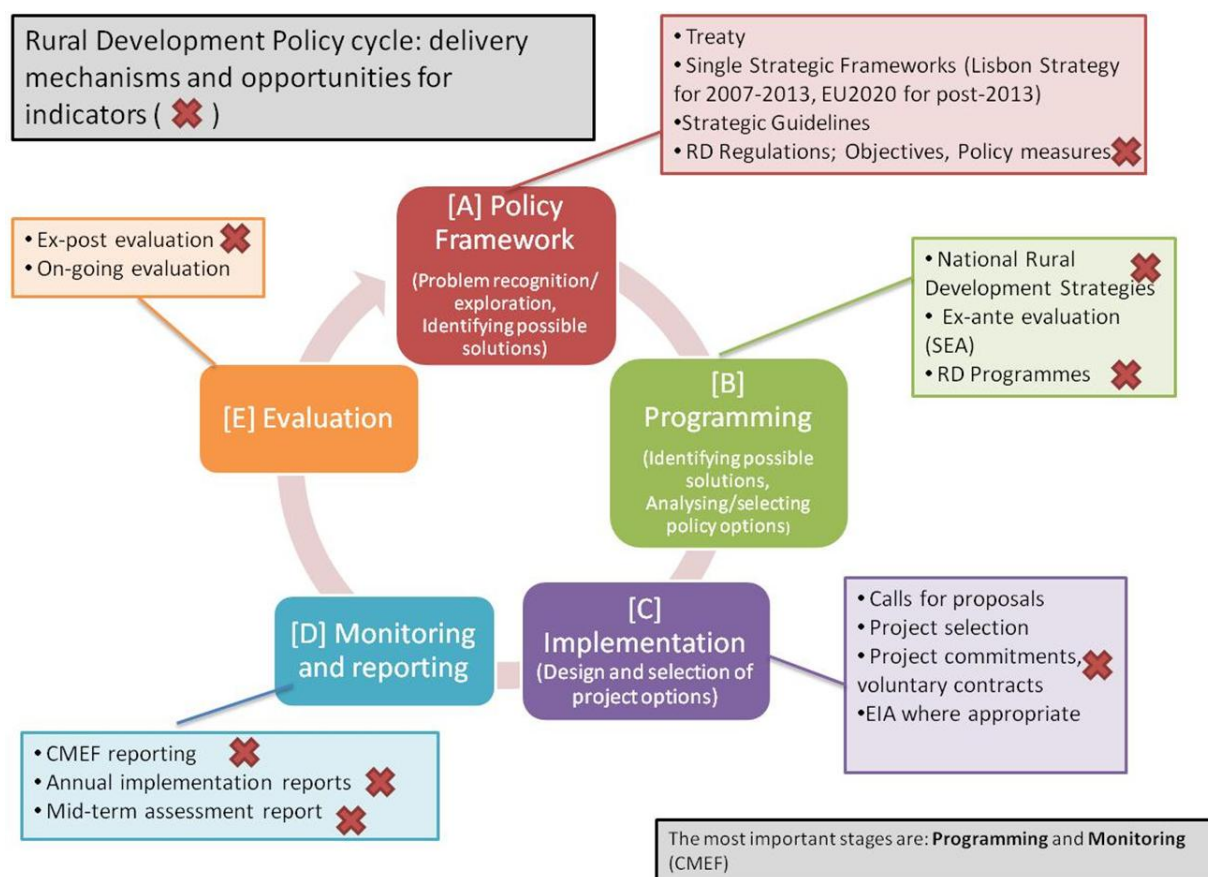 Rural Development Policy cycle: delivery
mechanisms and opportunities for
indicators ( )
• Treaty
• Single Strategic Frameworks (Lisbon Strategy
for 2007-2013, EU2020 for post-2013)
•Strategic Guidelines
• RD Regulations; Objectives, Policy measures
[A] Policy
Framework
(Problem recognition/
exploration,
Identifying possible
solutions)
• Ex-post evaluation
• On-going evaluation
• National Rural
Development Strategies
• Ex-ante evaluation
(SEA)
• RD Programmes
[B]
Programming
(Identifying possible
solutions,
Analysing/selecting
policy options)
[E] Evaluation
[C]
Implementation
(Design and selection of
project options)
[D] Monitoring
and reporting
• Calls for proposals
• Project selection
• Project commitments,
voluntary contracts
•EIA where appropriate
• CMEF reporting
• Annual implementation reports
• Mid-term assessment report
The most important stages are: Programming and Monitoring
(CMEF)